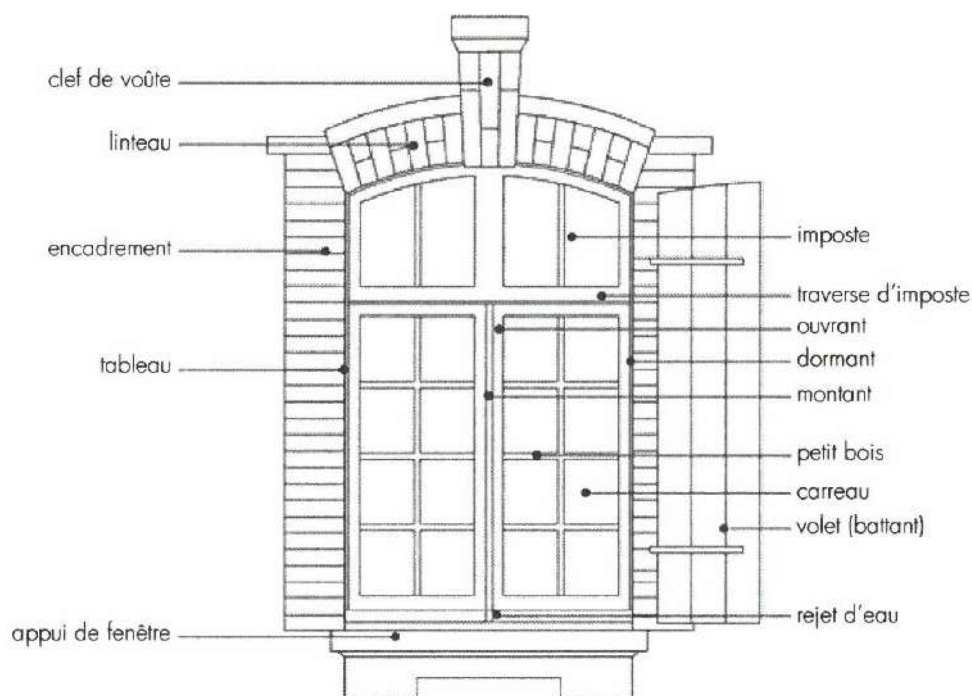 clef de voûte
linteau
encadrement
tableau
appui de fenêtre
imposte
traverse d'imposte
ouvrant
dormant
montant
petit bois
carreau
volet (battant)
rejet d'eau